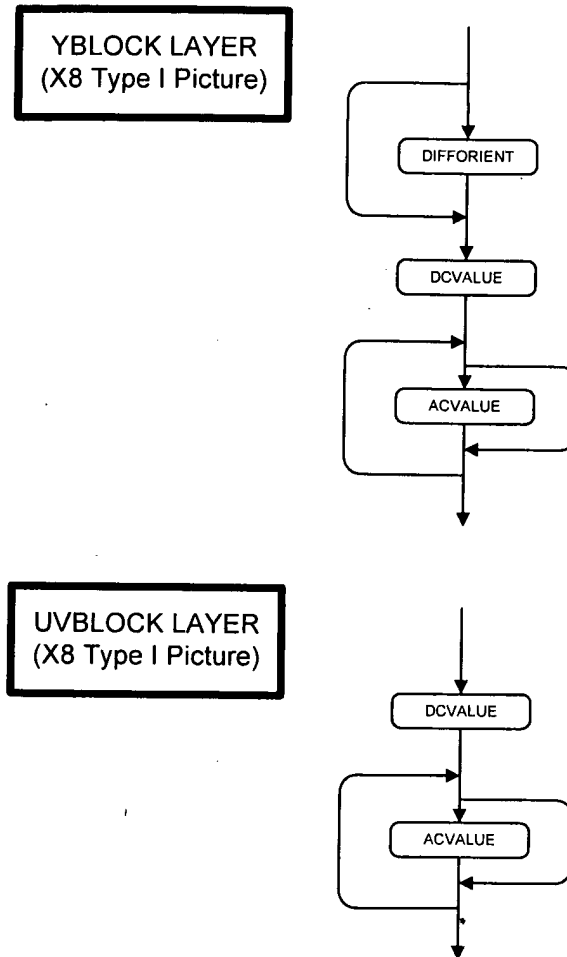 YBLOCK LAYER
(X8 Type I Picture)
DIFFORIENT
DCVALUE
ACVALUE
UVBLOCK LAYER
(X8 Type I Picture)
DCVALUE
ACVALUE